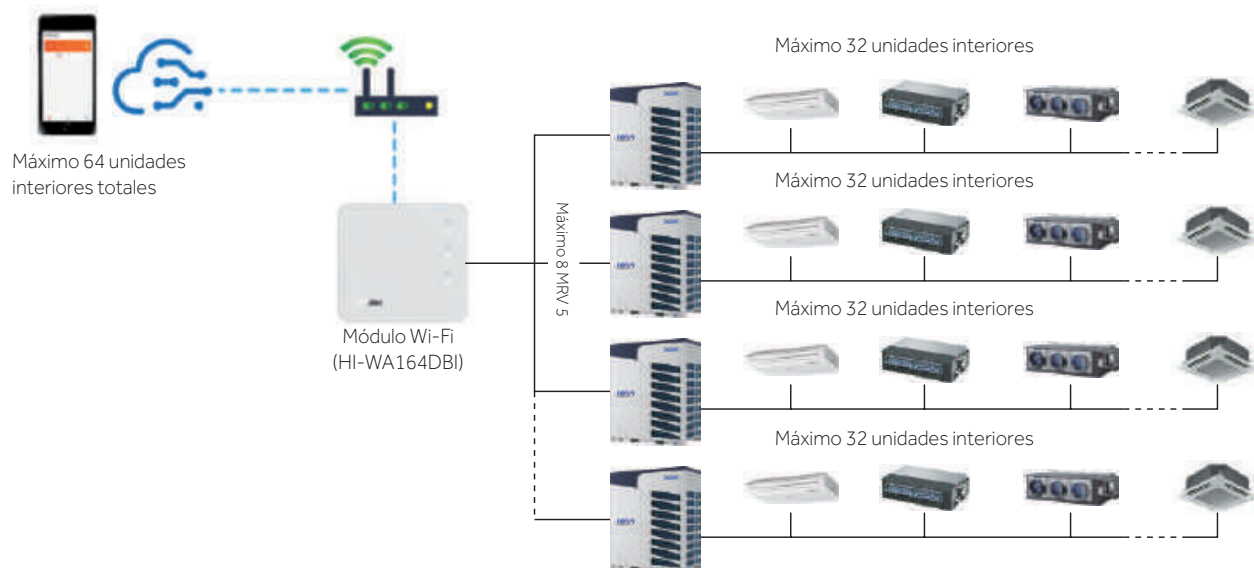 Máximo 32 unidades interiores
Máximo 64 unidades
interiores totales
Máximo 32 unidades interiores
Máximo 8 MRV 5
Máximo 32 unidades interiores
Módulo Wi-Fi
(HI-WA164DBI)
Máximo 32 unidades interiores